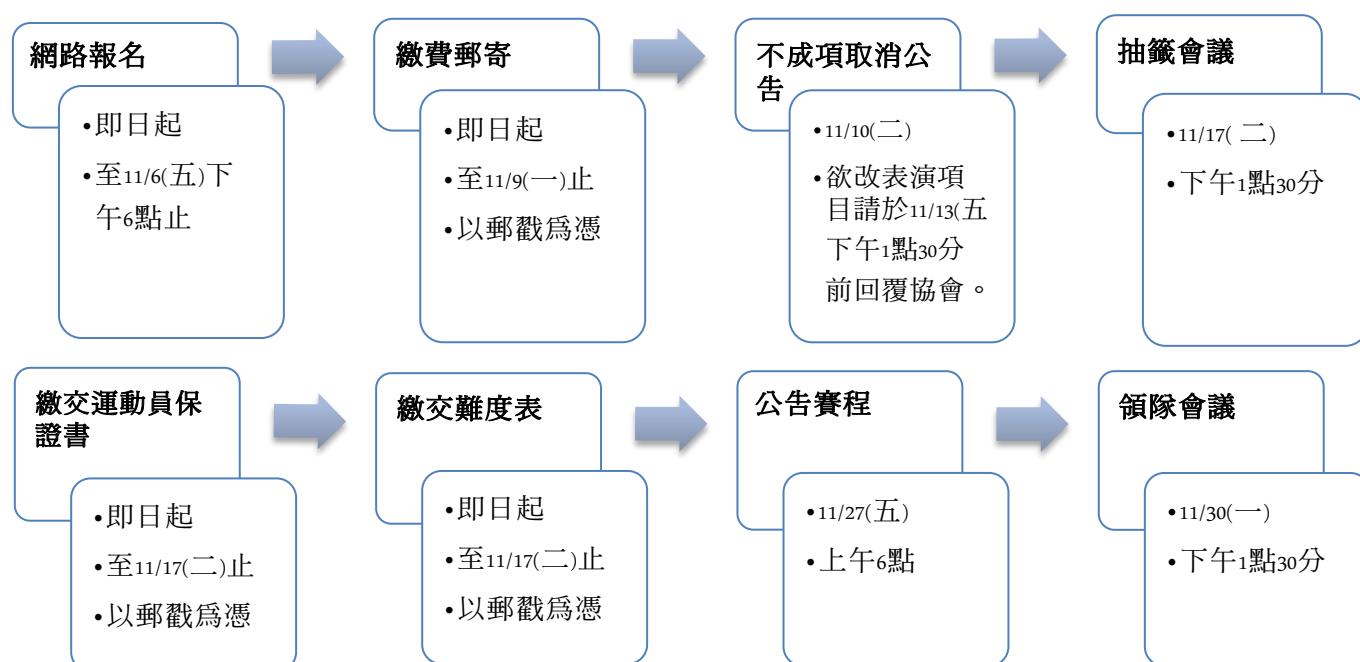 網路報名
•即日起
•至11/6(五)下
午6點止
繳費郵寄
•即日起
•至11/9(一)止
•以郵戳為憑
不成項取消公
告
•11/10(二)
•欲改表演項
目請於11/13(五
下午1點30分
前回覆協會。
抽籤會議
•11/17( 二)
•下午1點30分
繳交運動員保
證書
•即日起
•至11/17(二)止
•以郵戳為憑
繳交難度表
•即日起
•至11/17(二)止
•以郵戳為憑
公告賽程
•11/27(五)
•上午6點
領隊會議
•11/30(一)
•下午1點30分